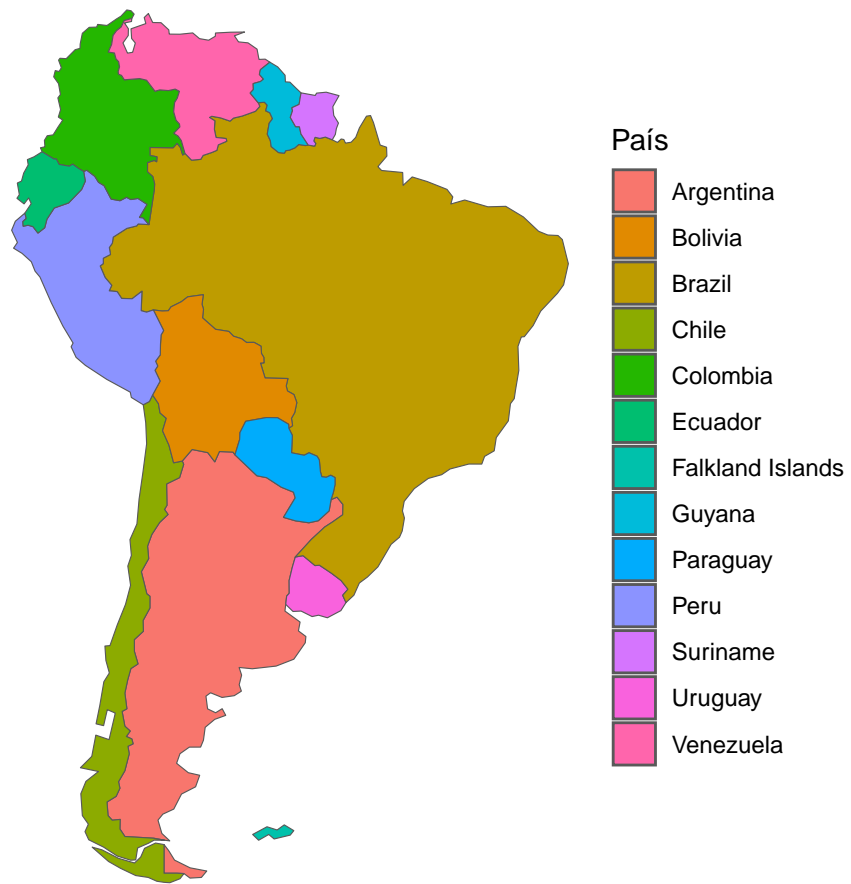 País
Argentina
Bolivia
Brazil
Chile
Colombia
Ecuador
Falkland Islands
Guyana
Paraguay
Peru
Suriname
Uruguay
Venezuela